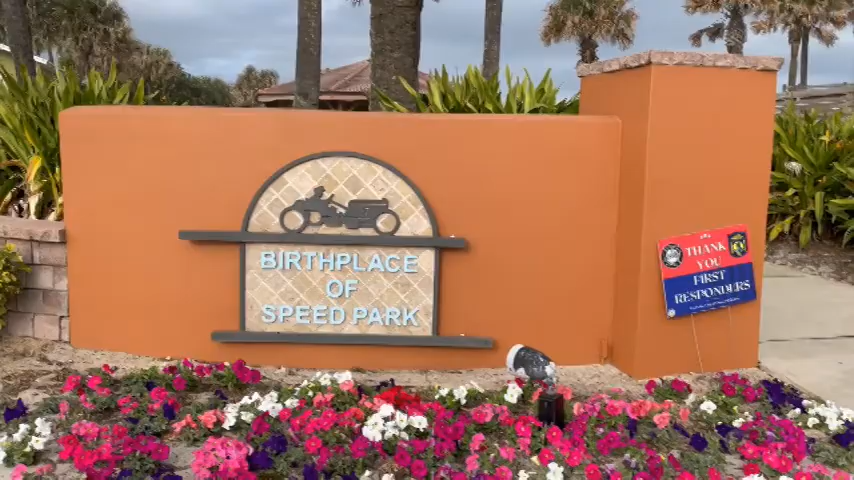 BIRTHPLACE
OF
SPEED PARK
THANK
YOU
FIRST
RESPONDERS